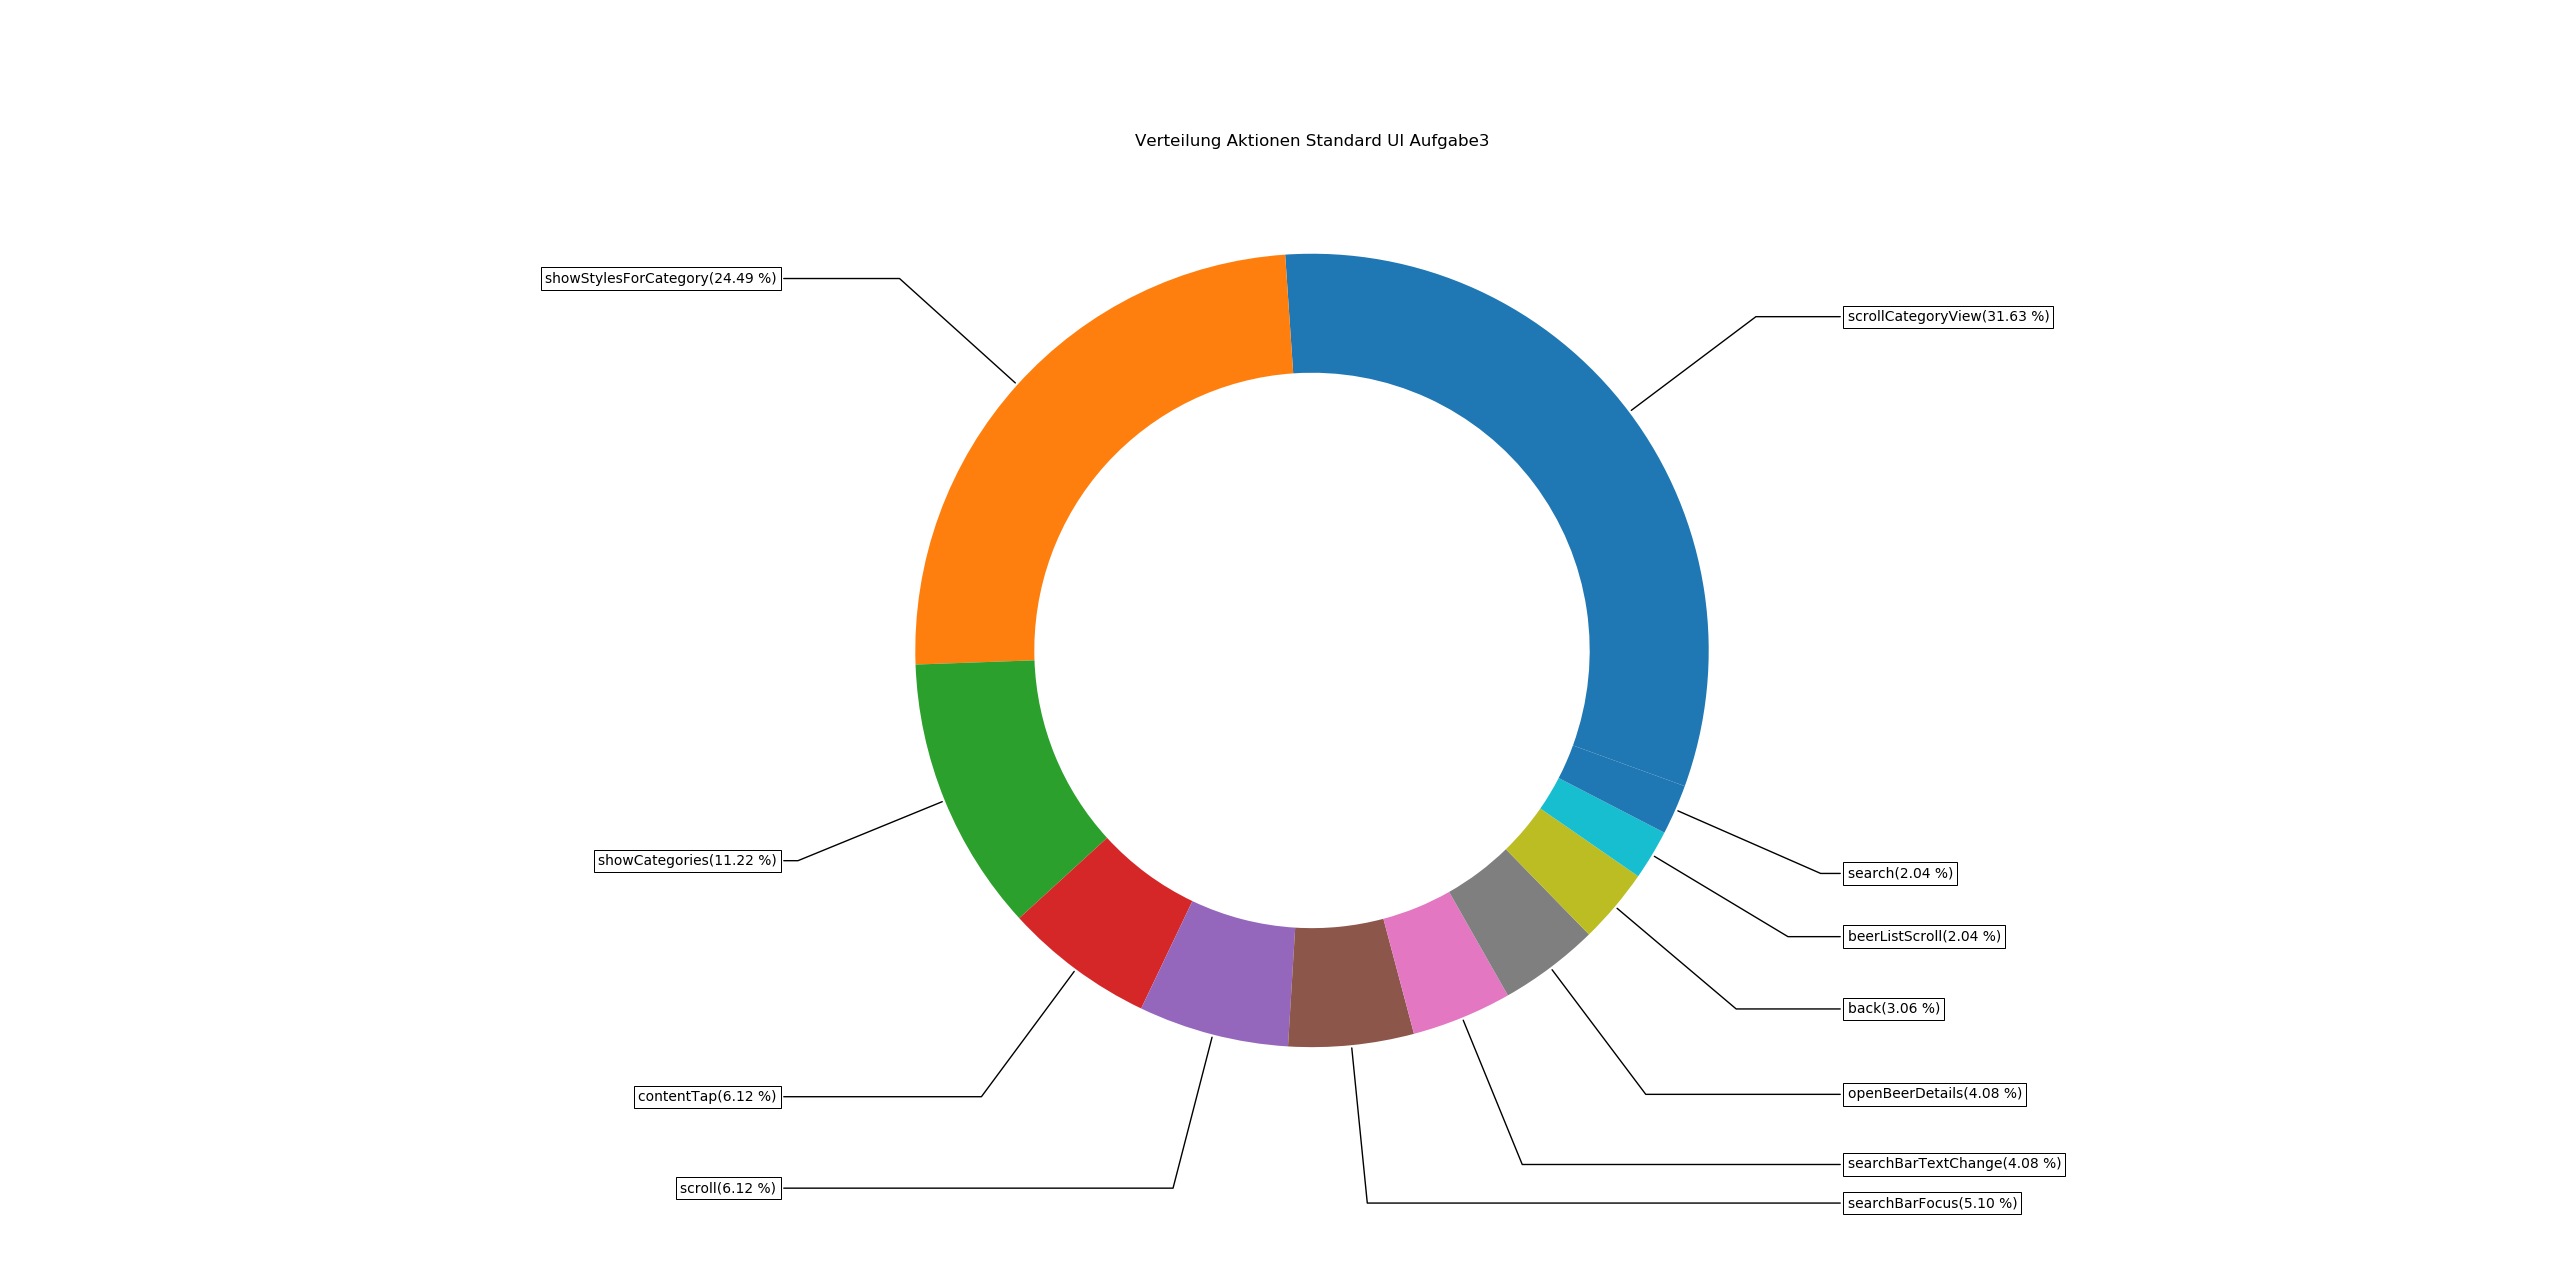 Verteilung Aktionen Standard UI Aufgabe3
showStylesForCategory(24.49 %)
scrollCategoryView(31.63 %)
showCategories(11.22 %)
search(2.04 %)
beerListScroll(2.04 %)
back(3.06 %)
contentTap(6.12 %)
openBeerDetails(4.08 %)
searchBarTextChange(4.08 %)
scroll(6.12 %)
searchBarFocus(5.10 %)